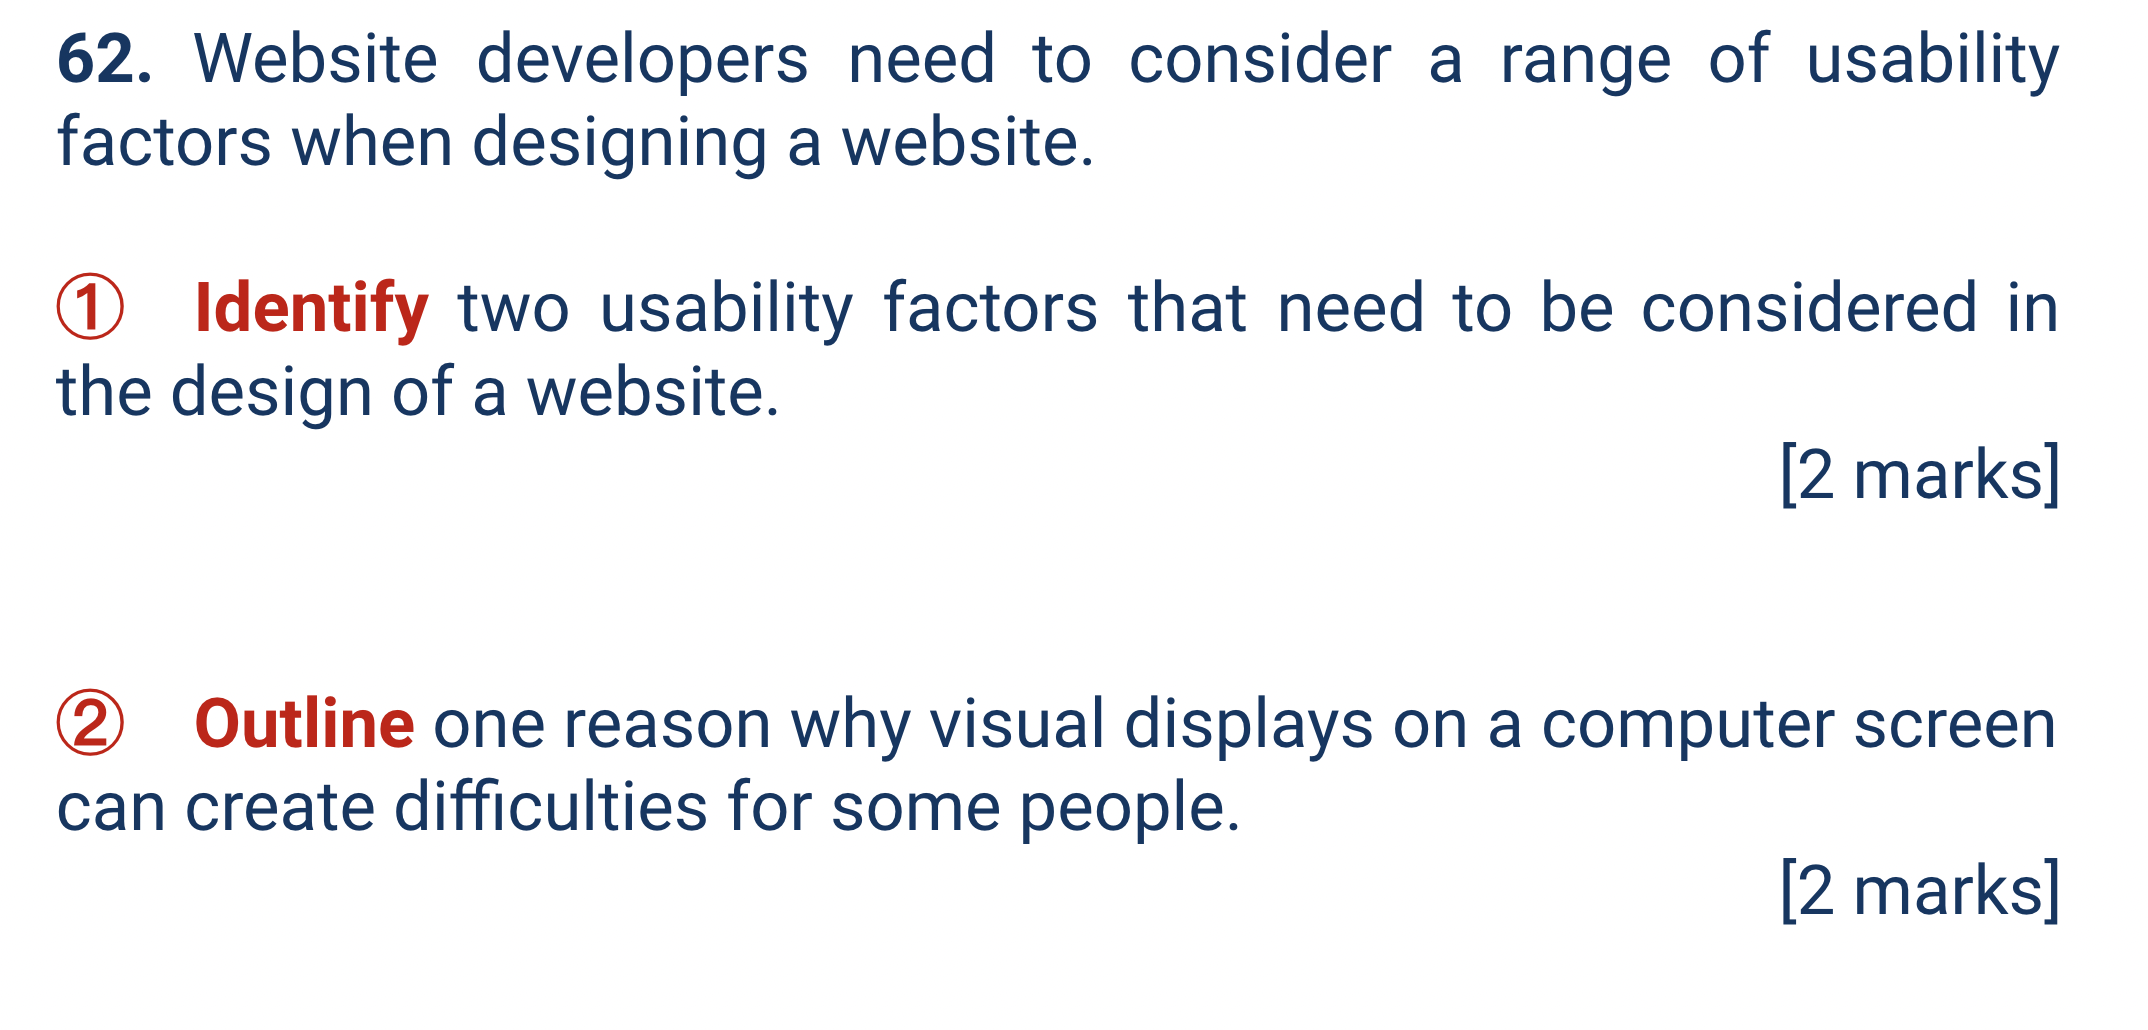 62. Website developers need to consider a range of usability
factors when designing a website.
① Identify two usability factors that need to be considered in
the design of a website.
[2 marks]
② Outline one reason why visual displays on a computer screen
can create difficulties for some people.
[2 marks]